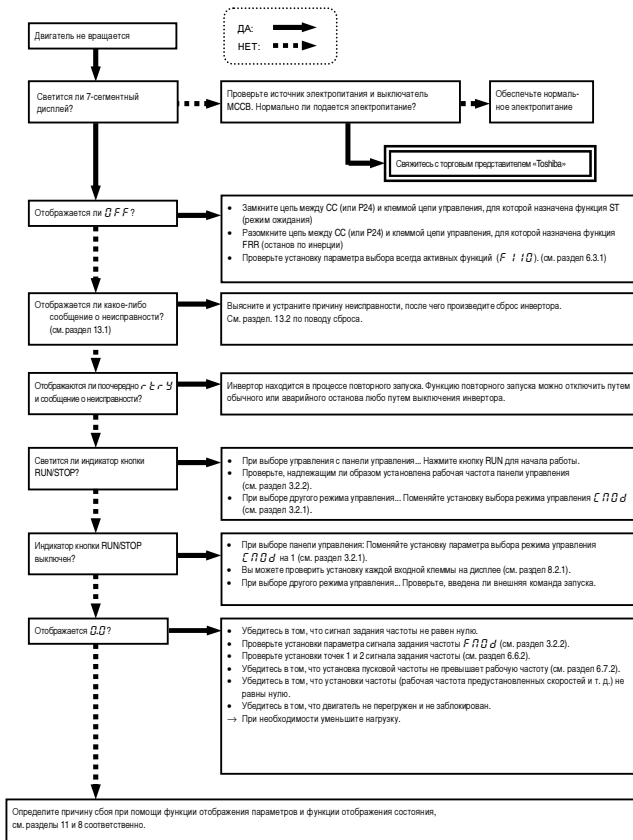 Двигатель не вращается
ДА:
НЕТ:
Светится ли 7-сегментный
дисплей?
Проверьте источник электропитания и выключатель
МССВ. Нормально ли подается электропитание?
Обеспечьте нормаль-
ное электропитание
Свяжитесь с торговым представителем «Toshiba»
Отображается ли OFF?
• Замкните цепь между CC (или P24) и клеммой цепи управления, для которой назначена функция ST
(режим ожидания)
• Разомкните цепь между CC (или P24) и клеммой цепи управления, для которой назначена функция
FRR (останов по инерции)
• Проверьте установку параметра выбора всегда активных функций (F110). (см. раздел 6.3.1)
Отображается ли какое-либо
сообщение о неисправности?
(см. раздел 13.1)
Выясните и устраните причину неисправности, после чего произведите сброс инвертора.
См. раздел. 13.2 по поводу сброса.
Отображаются ли поочередно rtry
и сообщение о неисправности?
Инвертор находится в процессе повторного запуска. Функцию повторного запуска можно отключить путем
обычного или аварийного останова либо путем выключения инвертора.
Светится ли индикатор кнопки
RUN/STOP?
• При выборе управления с панели управления... Нажмите кнопку RUN для начала работы.
• Проверьте, надлежащим ли образом установлена рабочая частота панели управления
(см. раздел 3.2.2).
• При выборе другого режима управления... Поменяйте установку выбора режима управления CMOd
(см. раздел 3.2.1).
Индикатор кнопки RUN/STOP
выключен?
• При выборе панели управления: Поменяйте установку параметра выбора режима управления
CMOd на 1 (см. раздел 3.2.1).
• Вы можете проверить установку каждой входной клеммы на дисплее (см. раздел 8.2.1).
• При выборе другого режима управления... Проверьте, введена ли внешняя команда запуска.
Отображается 0.0?
• Убедитесь в том, что сигнал задания частоты не равен нулю.
• Проверьте установки параметра сигнала задания частоты FMOd (см. раздел 3.2.2).
• Проверьте установки точек 1 и 2 сигнала задания частоты (см. раздел 6.6.2).
• Убедитесь в том, что установка пусковой частоты не превышает рабочую частоту (см. раздел 6.7.2).
• Убедитесь в том, что установки частоты (рабочая частота предустановленных скоростей и т. д.) не
равны нулю.
• Убедитесь в том, что двигатель не перегружен и не заблокирован.
→ При необходимости уменьшите нагрузку.
Определите причину сбоя при помощи функции отображения параметров и функции отображения состояния,
см. разделы 11 и 8 соответственно.